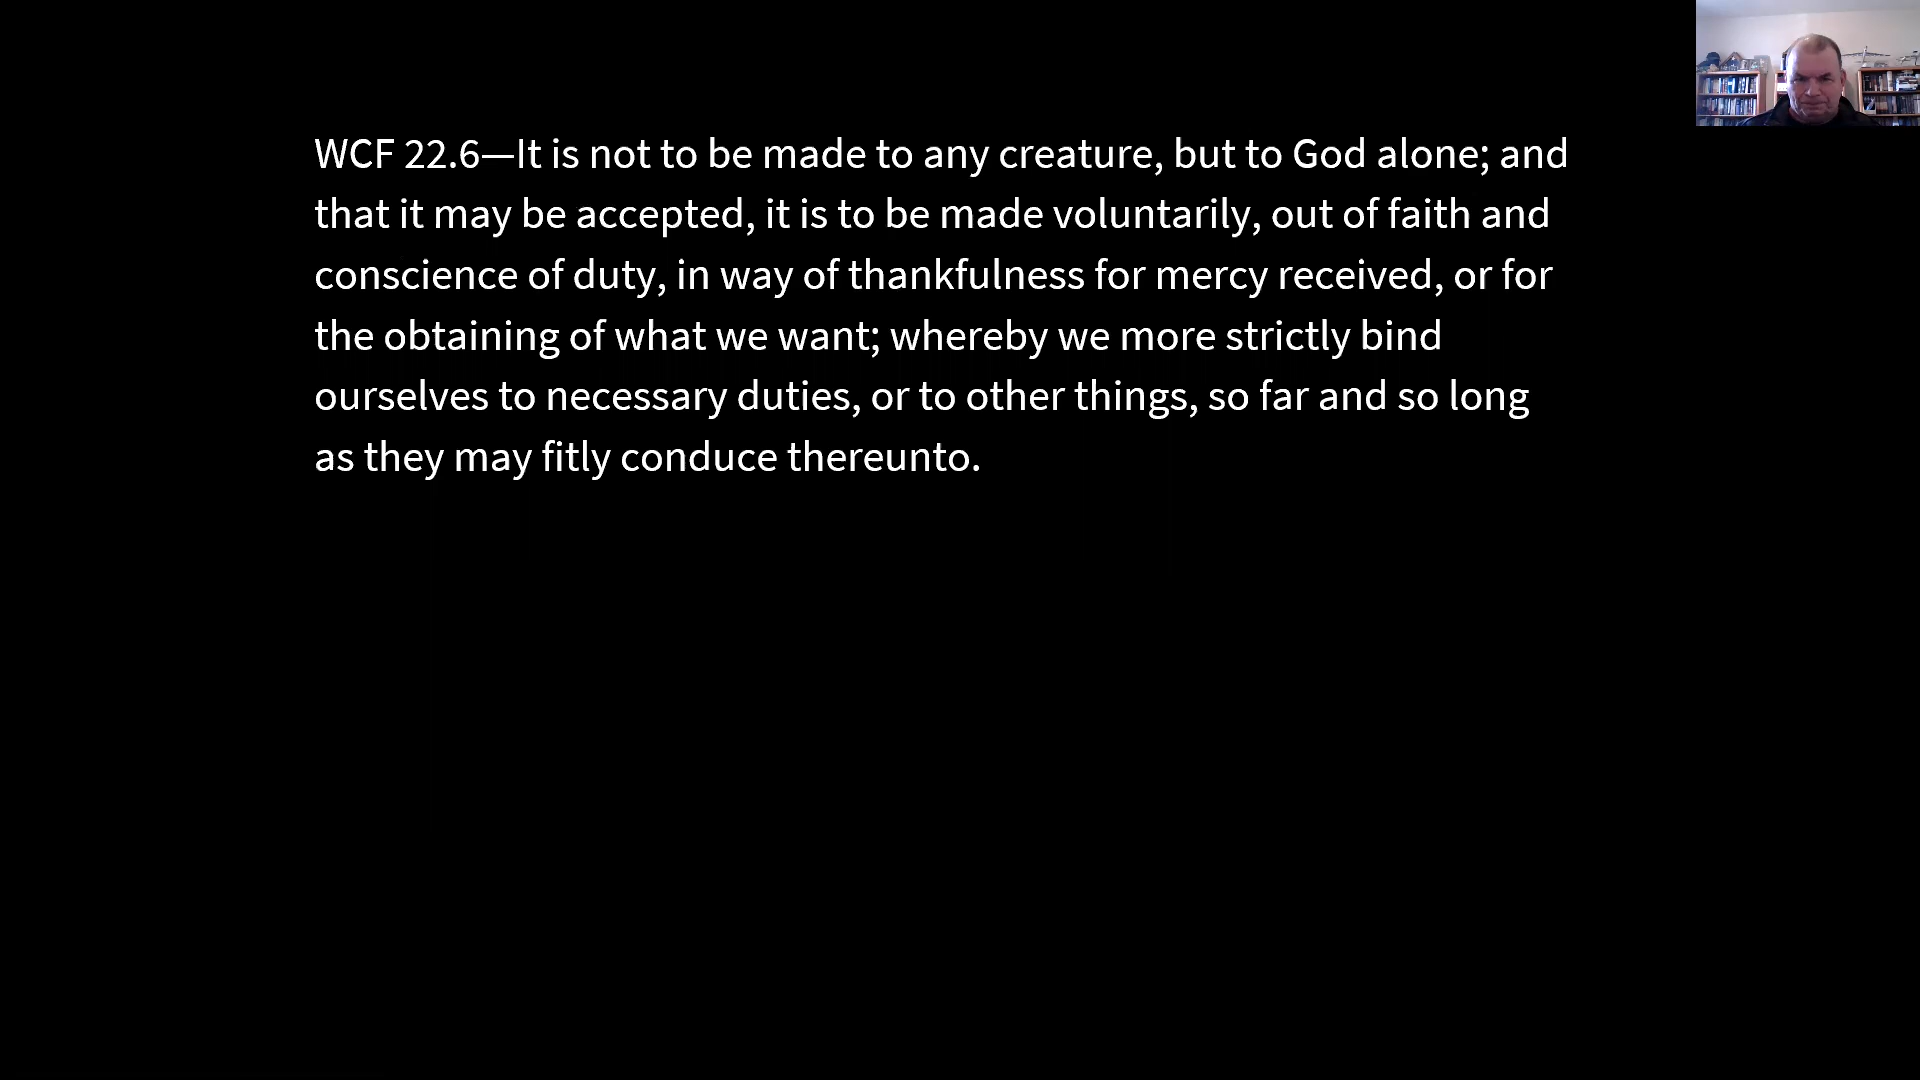 WCF 22.6—It is not to be made to any creature, but to God alone; and
that it may be accepted, it is to be made voluntarily, out of faith and
conscience of duty, in way of thankfulness for mercy received, or for
the obtaining of what we want; whereby we more strictly bind
ourselves to necessary duties, or to other things, so far and so long
as they may fitly conduce thereunto.